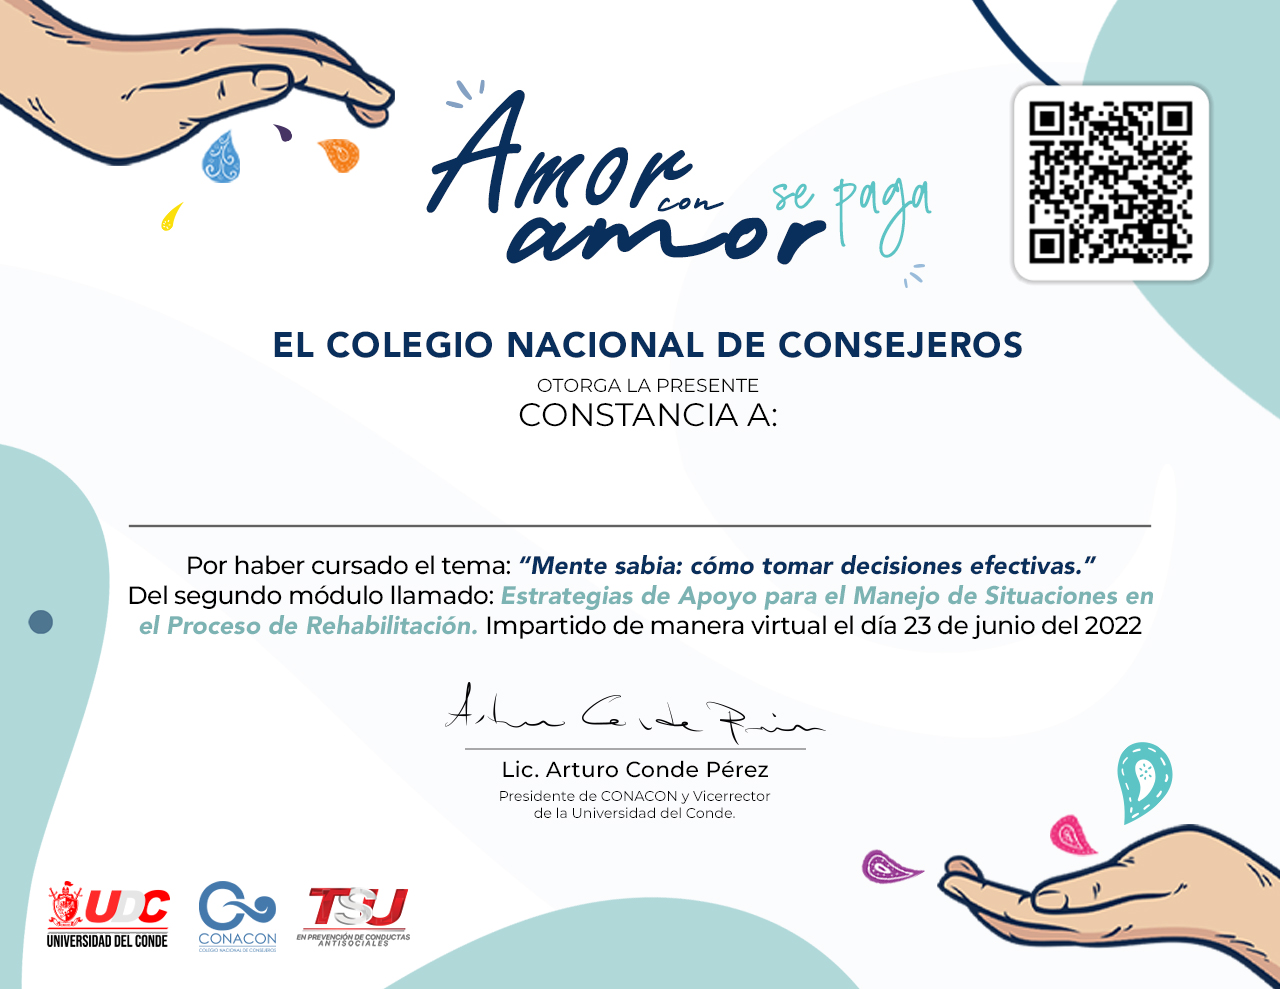 Amor
con
amor
se paga
EL COLEGIO NACIONAL DE CONSEJEROS
OTORGA LA PRESENTE
CONSTANCIA A:
Por haber cursado el tema: “Mente sabia: cómo tomar decisiones efectivas.”
Del segundo módulo llamado: Estrategias de Apoyo para el Manejo de Situaciones en
el Proceso de Rehabilitación. Impartido de manera virtual el día 23 de junio del 2022
Arturo Conde Pérez
Lic. Arturo Conde Pérez
Presidente de CONACON y Vicerrector
de la Universidad del Conde.
UDC
UNIVERSIDAD DEL CONDE
CONACON
COLEGIO NACIONAL DE CONSEJEROS
TSU
EN PREVENCIÓN DE CONDUCTAS
ANTISOCIALES